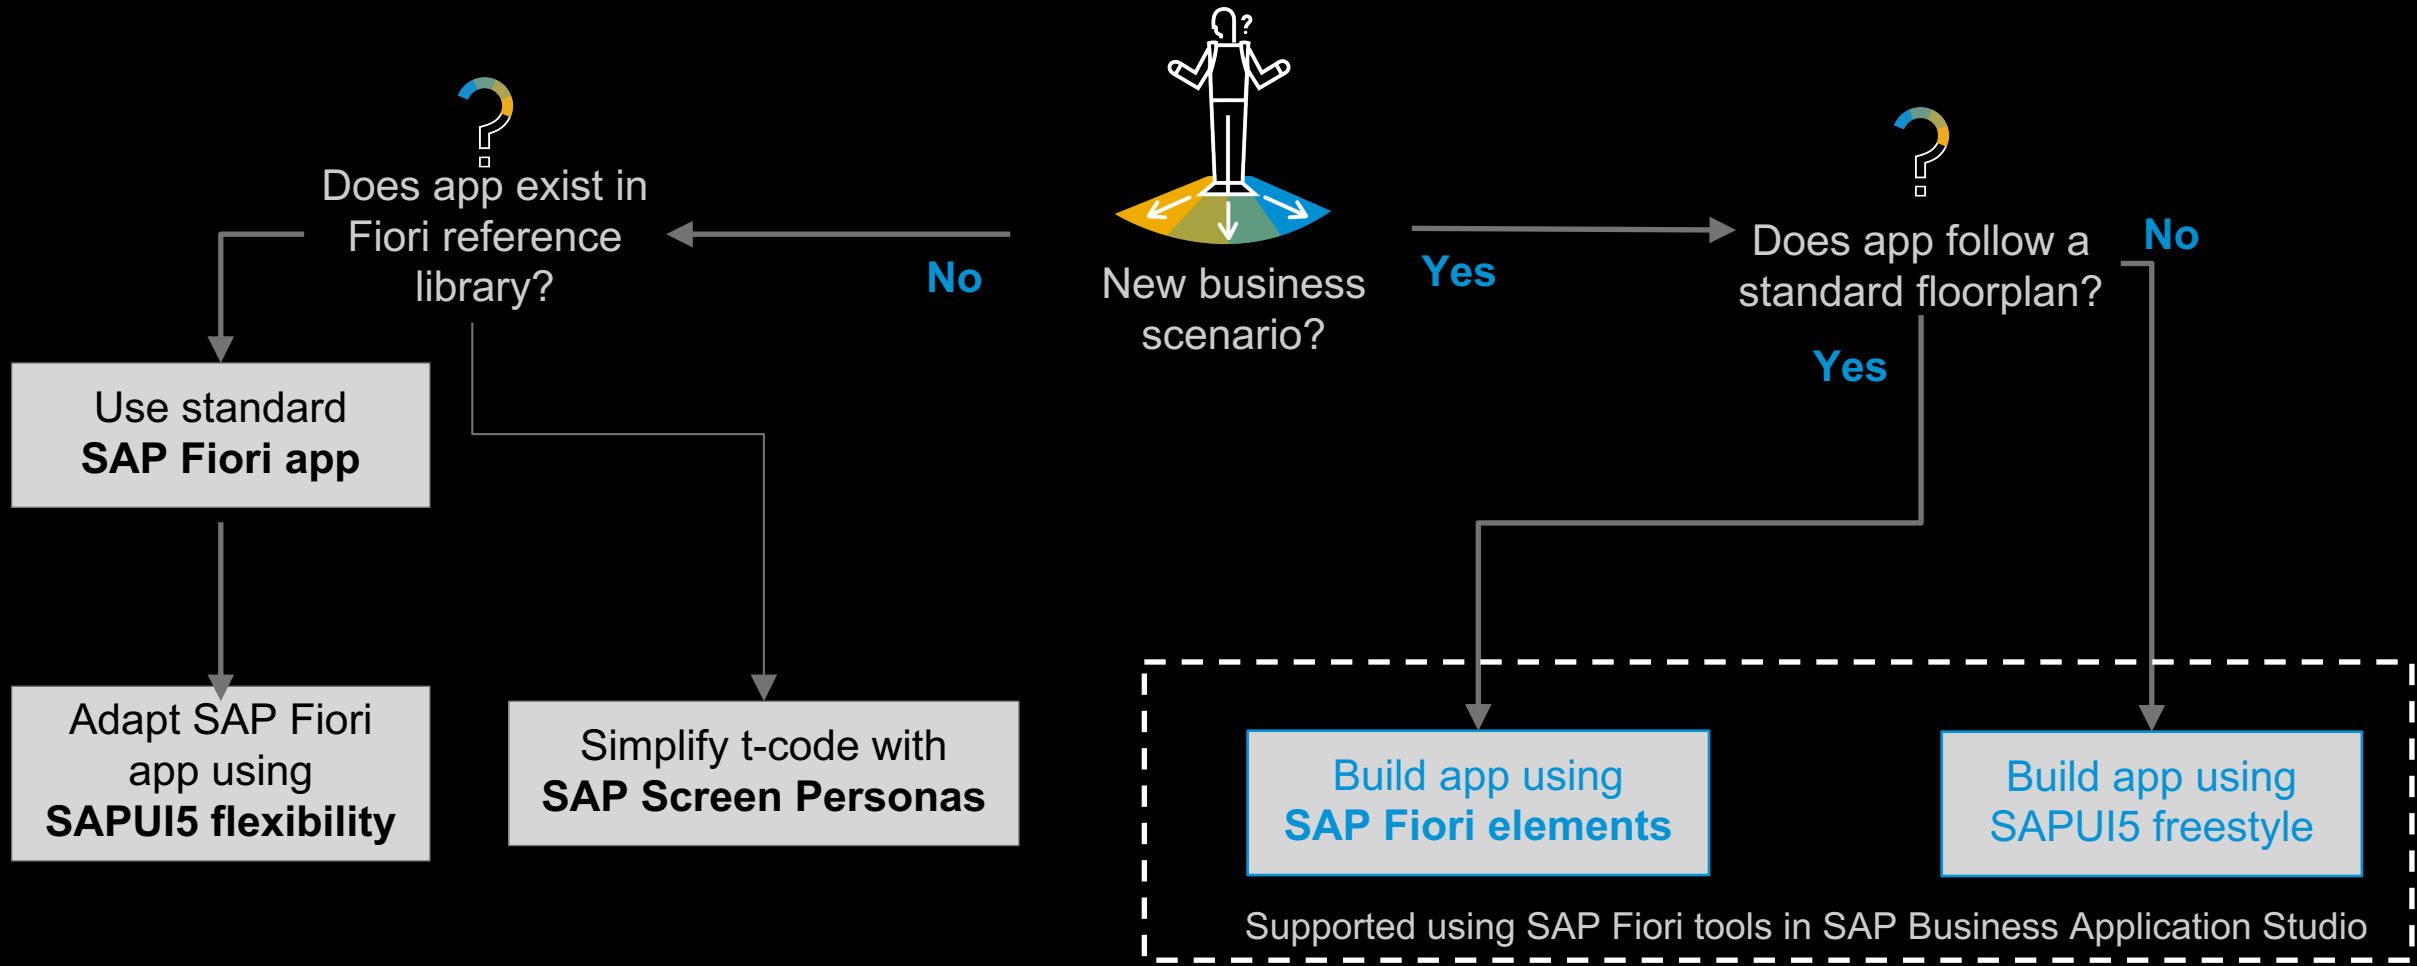 Does app exist in
Fiori reference
library?
No
New business
scenario?
Yes
Does app follow a
standard floorplan?
No
Yes
Use standard
SAP Fiori app
Adapt SAP Fiori
app using
SAPUI5 flexibility
Simplify t-code with
SAP Screen Personas
Build app using
SAP Fiori elements
Build app using
SAPUI5 freestyle
Supported using SAP Fiori tools in SAP Business Application Studio